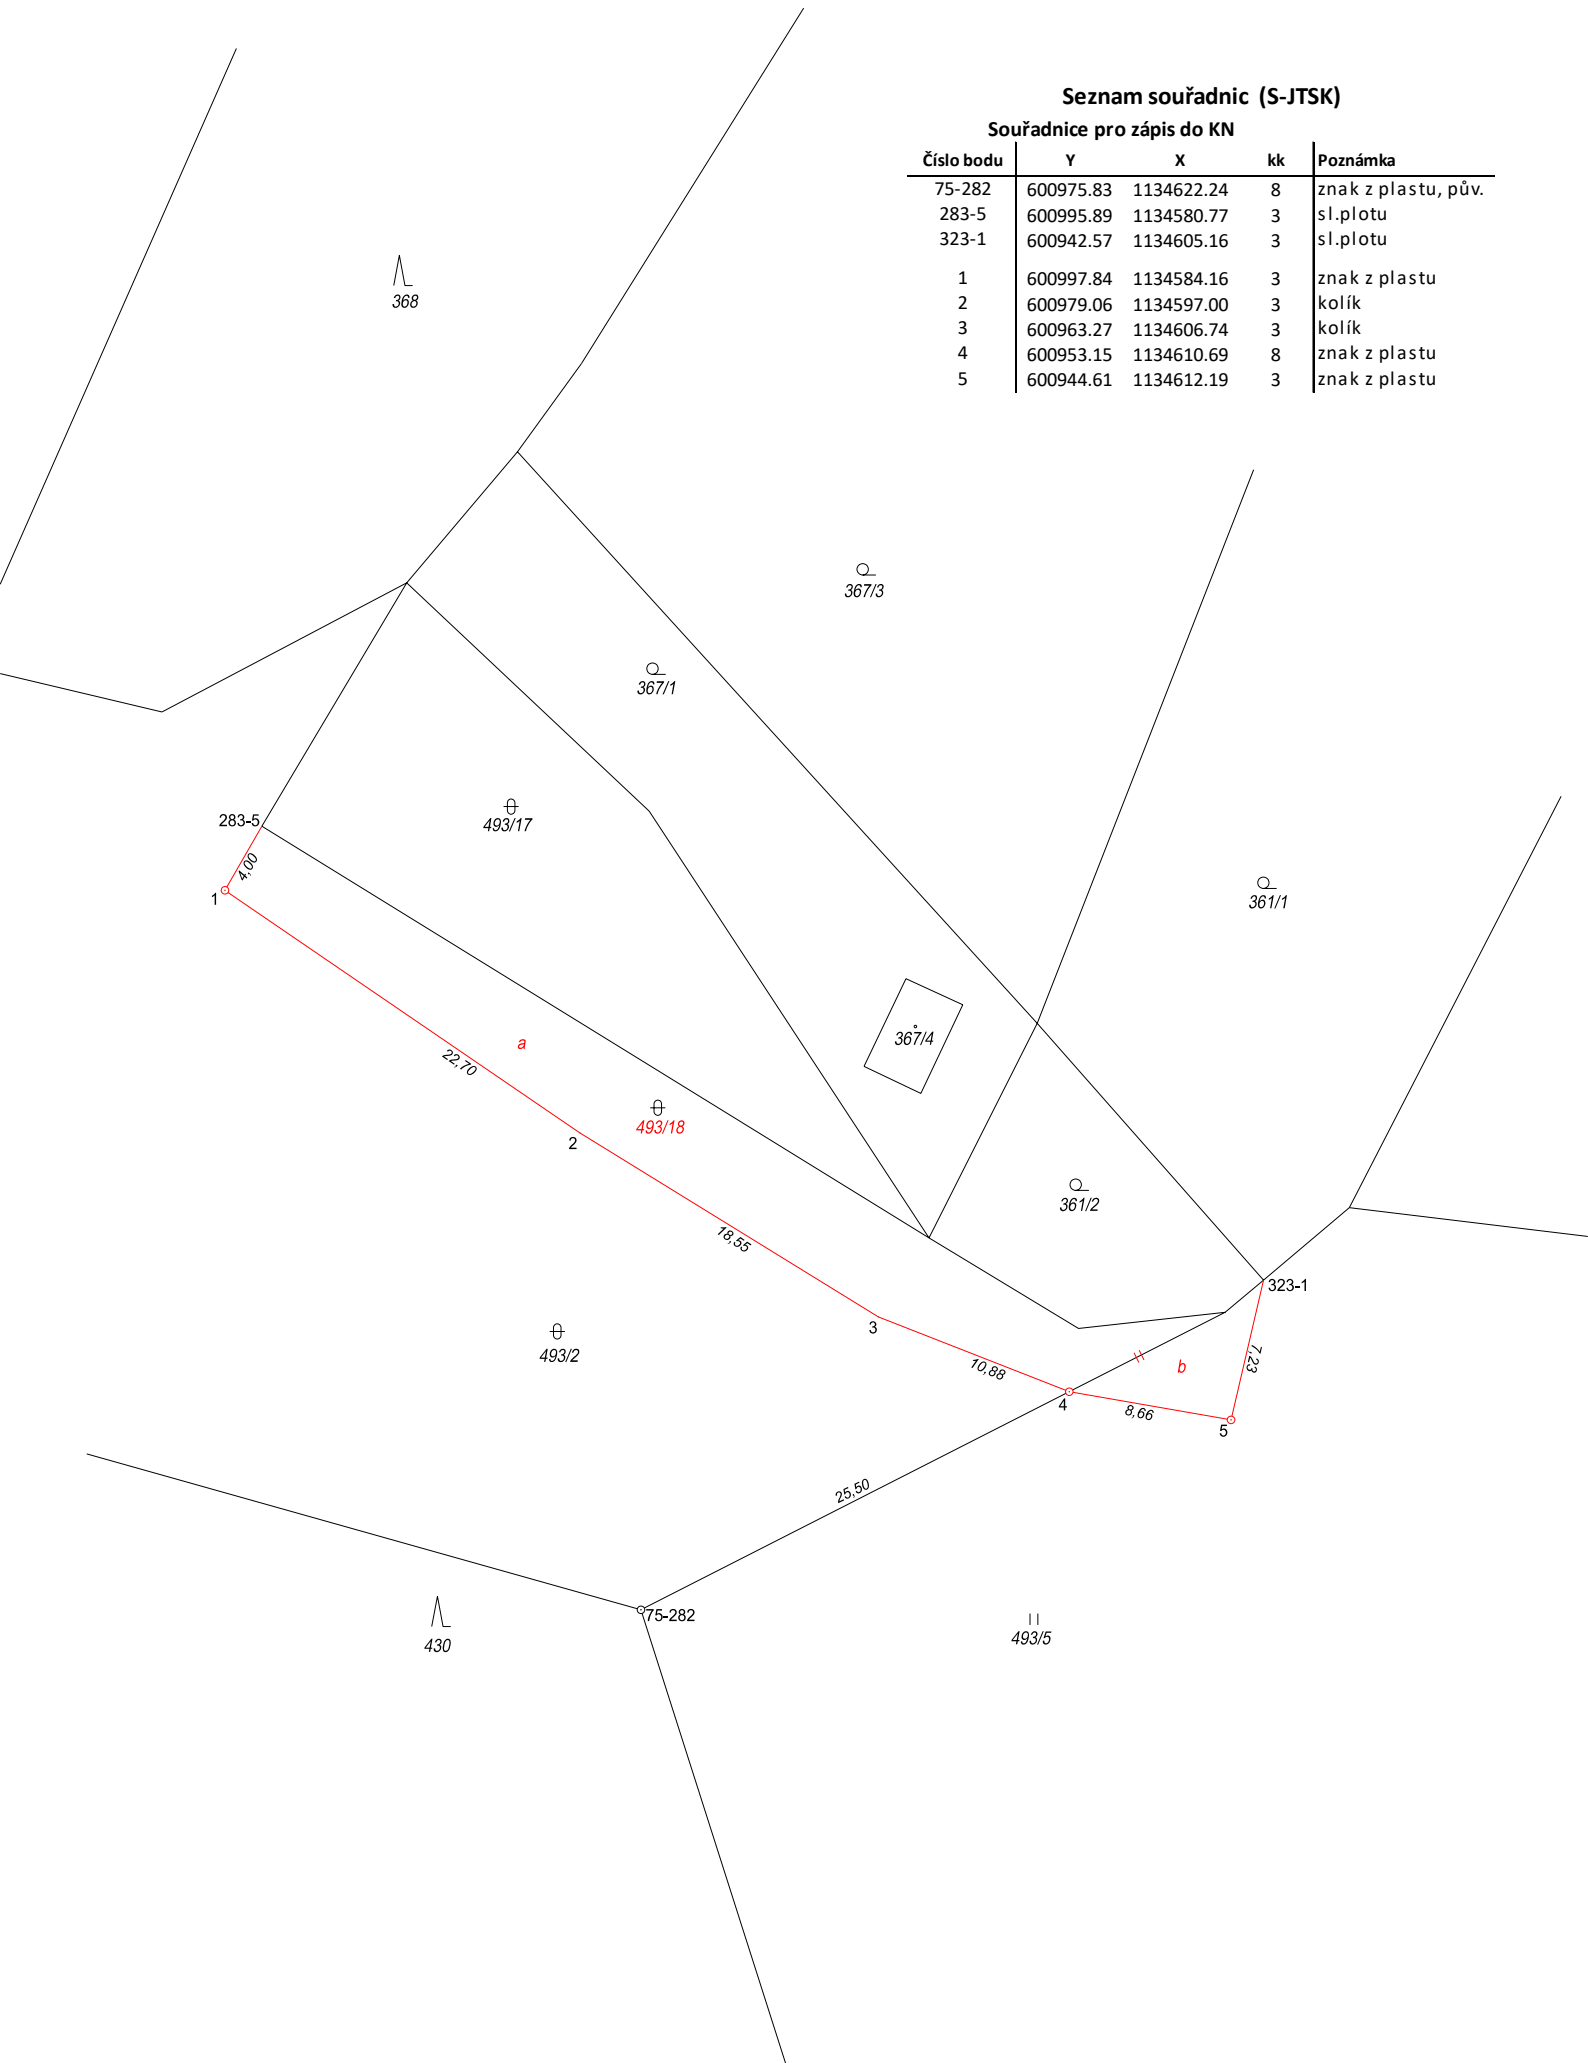 Seznam souřadnic (S-JTSK)
Souřadnice pro zápis do KN
Číslo bodu Y X kk Poznámka
75-282 600975.83 1134622.24 8 znak z plastu, pův.
283-5 600995.89 1134580.77 3 sl.plotu
323-1 600942.57 1134605.16 3 sl.plotu
1 600997.84 1134584.16 3 znak z plastu
2 600979.06 1134597.00 3 kolík
3 600963.27 1134606.74 3 kolík
4 600953.15 1134610.69 8 znak z plastu
5 600944.61 1134612.19 3 znak z plastu
368
367/3
367/1
283-5
493/17
4,00
1
361/1
367/4
a
22,70
493/18
2
361/2
18,55
323-1
3
493/2
7,23
b
10,88
4
8,66
5
25,50
75-282
430
493/5